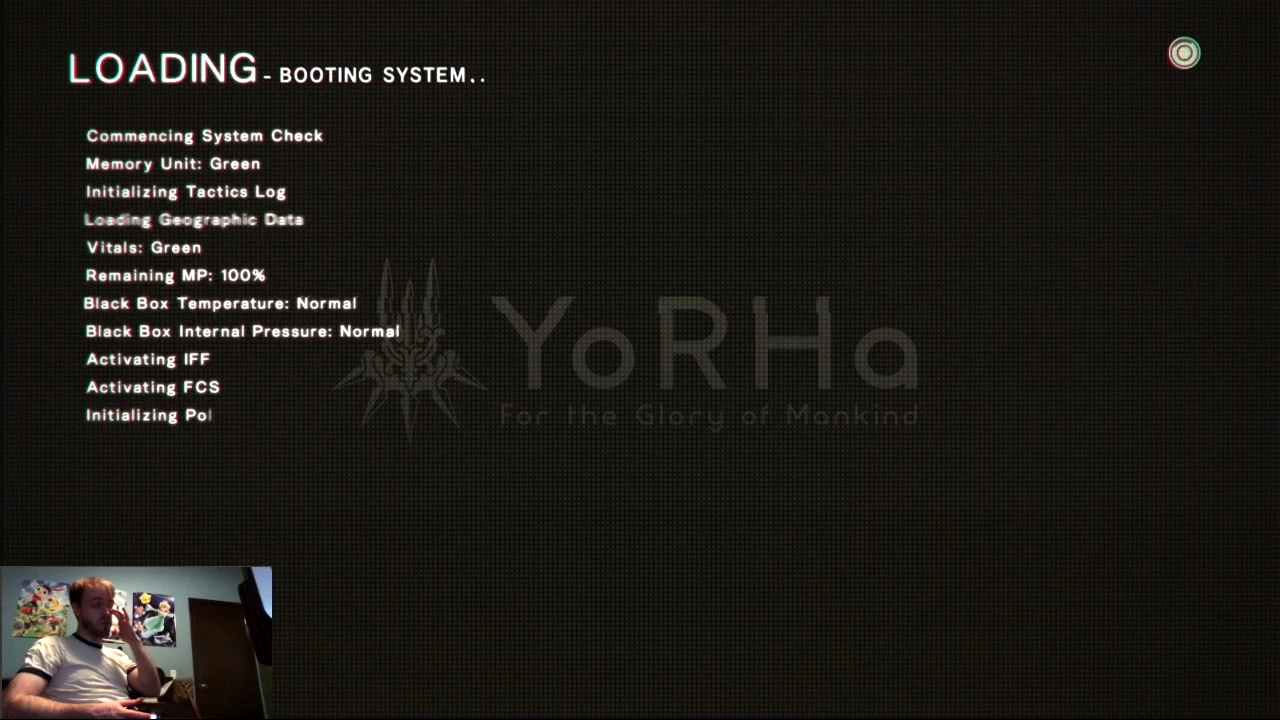 LOADING - BOOTING SYSTEM..
Commencing System Check
Memory Unit: Green
Initializing Tactics Log
Loading Geographic Data
Vitals: Green
Remaining MP: 100%
Black Box Temperature: Normal
Black Box Internal Pressure: Normal
Activating IFF
Activating FCS
Initializing Pol
YoRHa
For the Glory of Mankind